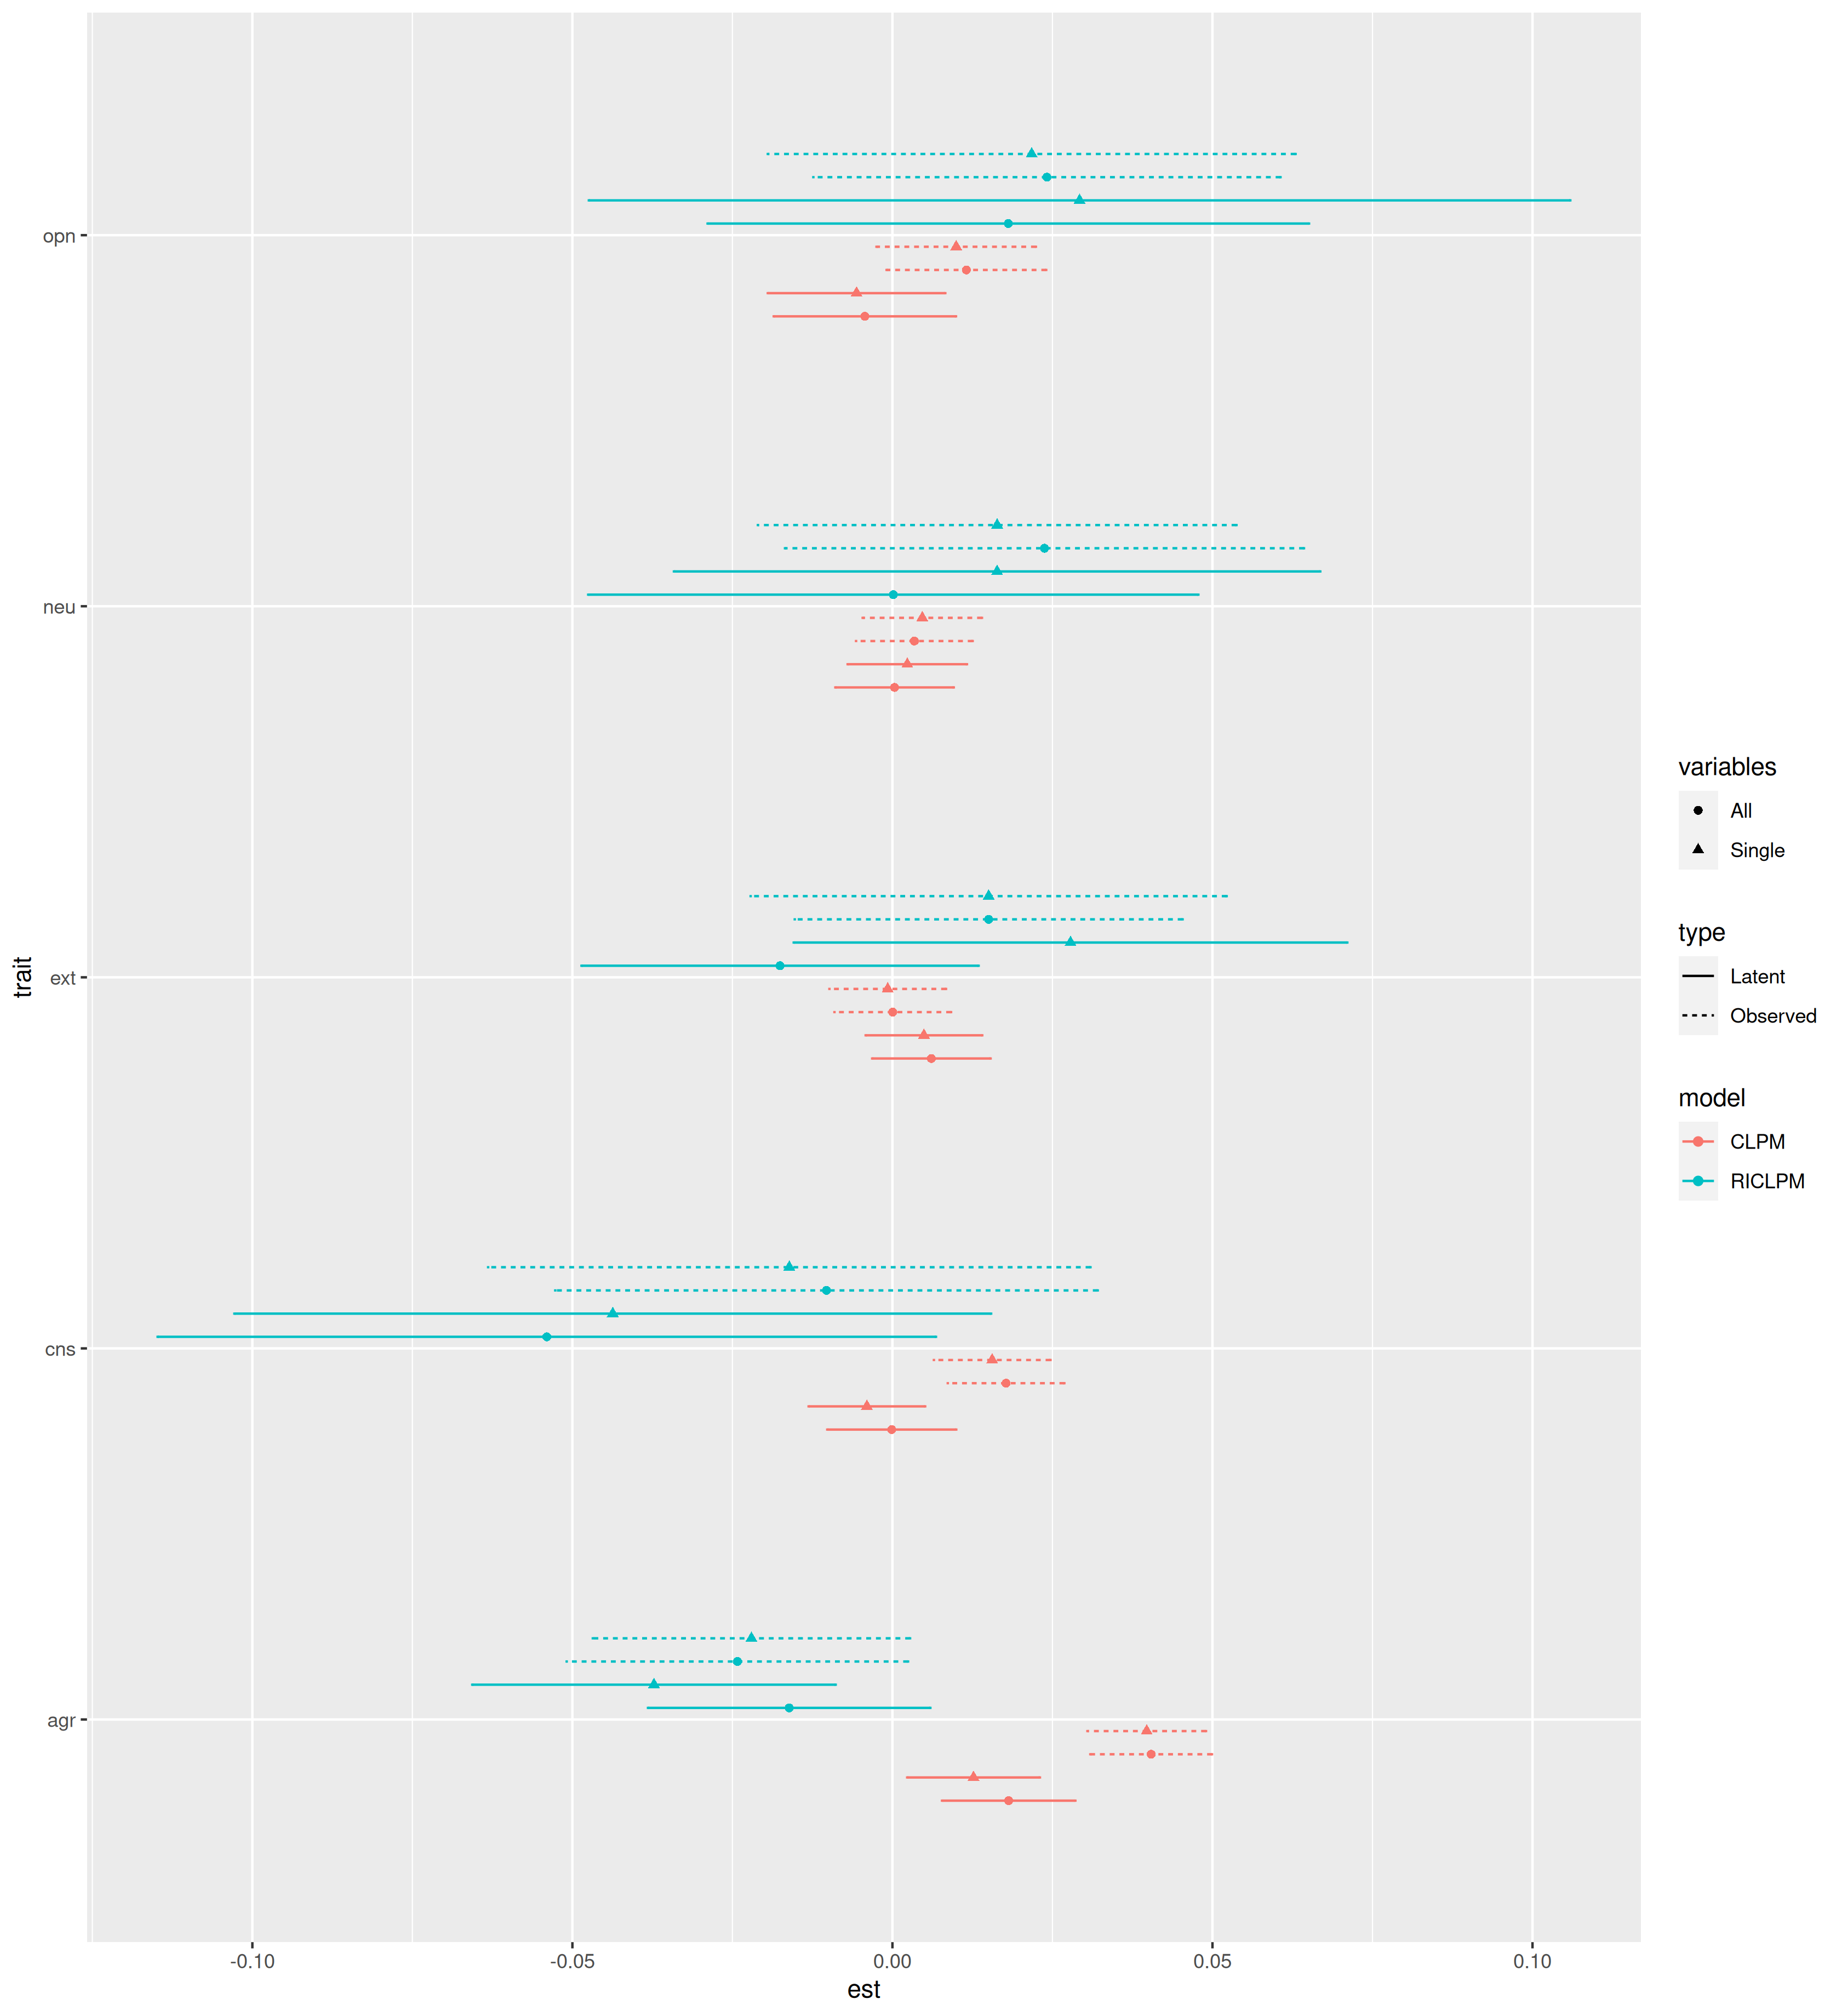 opn
neu
ext
cns
agr
trait
-0.10
-0.05
0.00
0.05
0.10
est
variables
All
Single
type
Latent
Observed
model
CLPM
RICLPM